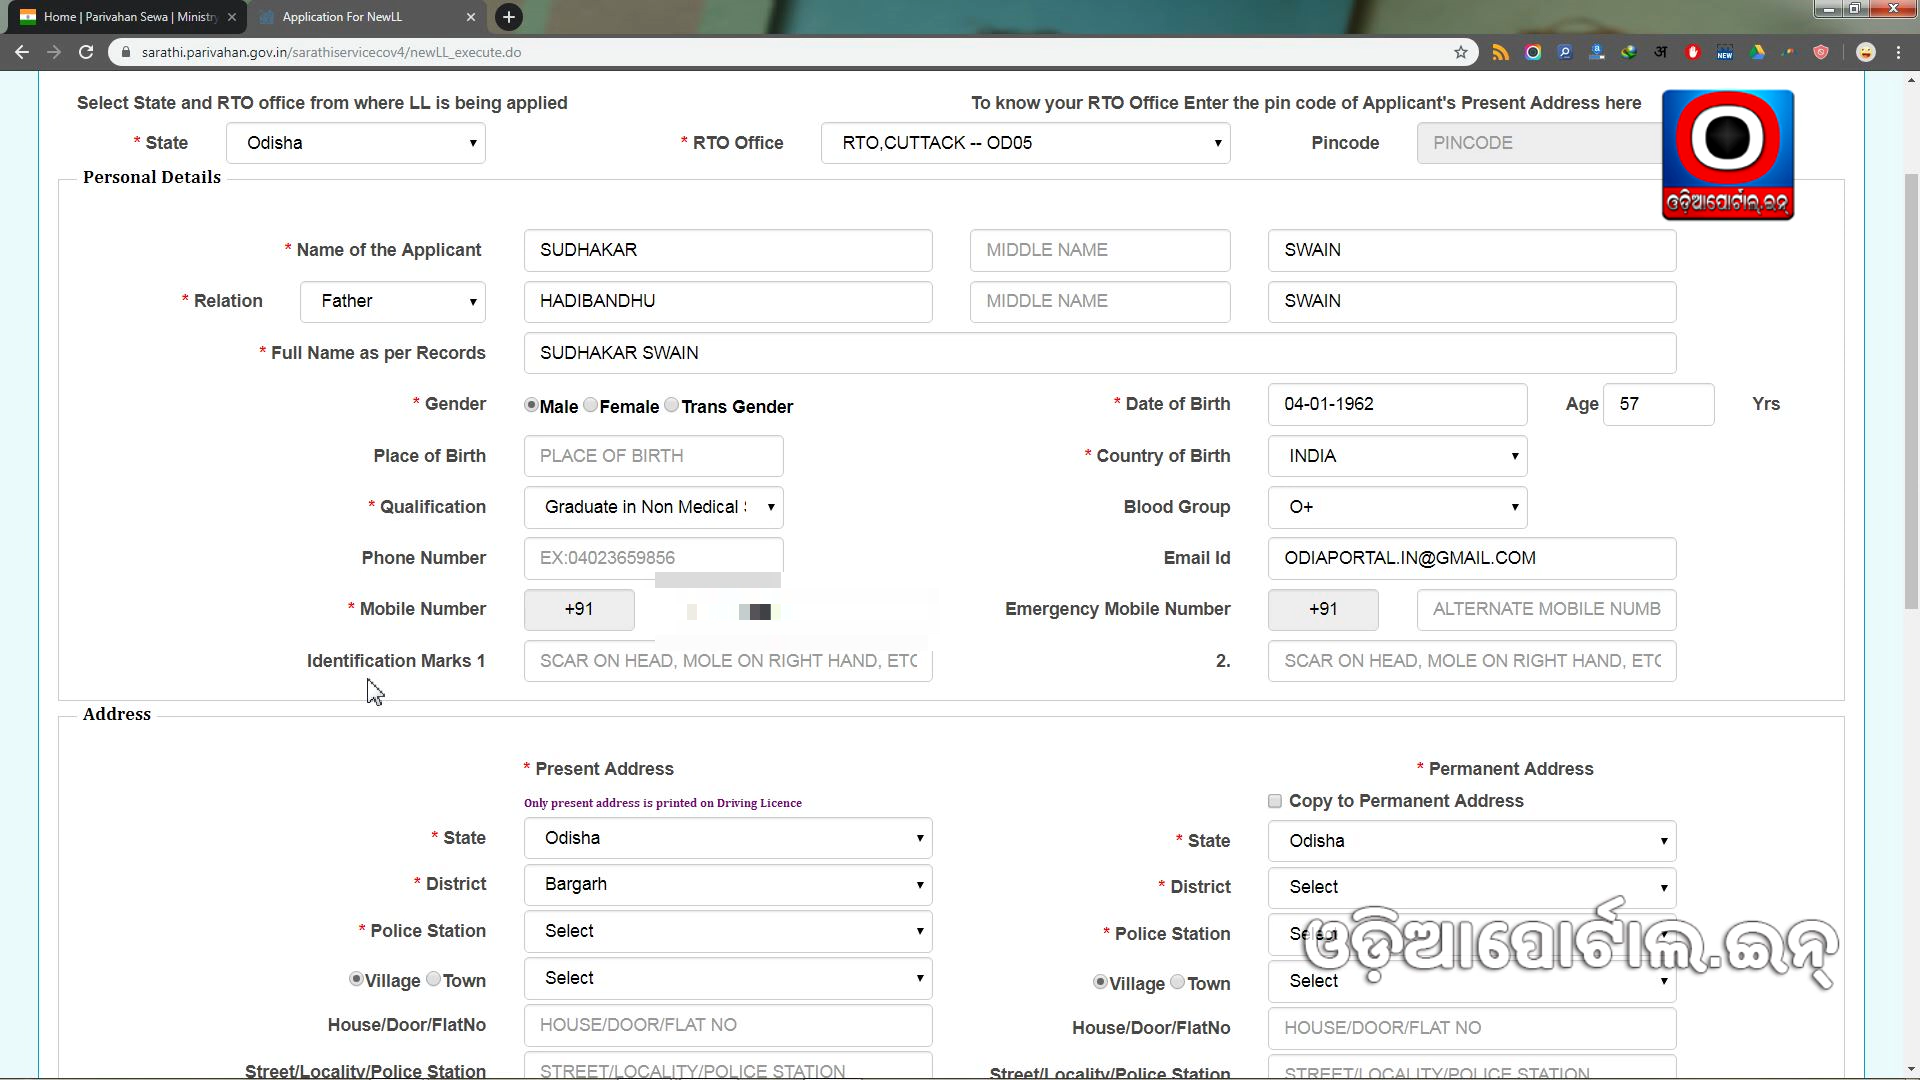 Home | Parivahan Sewa | Ministry
Application For NewLL
sarathi.parivahan.gov.in/sarathiservicecov4/newLL_execute.do
Select State and RTO office from where LL is being applied
To know your RTO Office Enter the pin code of Applicant's Present Address here
* State Odisha * RTO Office RTO,CUTTACK -- OD05 Pincode PINCODE
ଓଡ଼ିଆପୋର୍ଟାଲ.ଇନ୍
Personal Details
* Name of the Applicant SUDHAKAR MIDDLE NAME SWAIN
* Relation Father HADIBANDHU MIDDLE NAME SWAIN
* Full Name as per Records SUDHAKAR SWAIN
* Gender Male Female Trans Gender * Date of Birth 04-01-1962 Age 57 Yrs
Place of Birth PLACE OF BIRTH * Country of Birth INDIA
* Qualification Graduate in Non Medical Blood Group O+
Phone Number EX:04023659856 Email Id ODIAPORTAL.IN@GMAIL.COM
* Mobile Number +91 Emergency Mobile Number +91 ALTERNATE MOBILE NUMB
Identification Marks 1 SCAR ON HEAD, MOLE ON RIGHT HAND, ETC 2. SCAR ON HEAD, MOLE ON RIGHT HAND, ETC
Address
* Present Address * Permanent Address
Only present address is printed on Driving Licence Copy to Permanent Address
* State Odisha * State Odisha
* District Bargarh * District Select
* Police Station Select * Police Station Select
ଓଡ଼ିଆପୋର୍ଟାଲ.ଇନ୍
Village Town Select Village Town Select
House/Door/FlatNo HOUSE/DOOR/FLAT NO House/Door/FlatNo HOUSE/DOOR/FLAT NO
Street/Locality/Police Station STREET/LOCALITY/POLICE STATION Street/Locality/Police Station STREET/LOCALITY/POLICE STATION